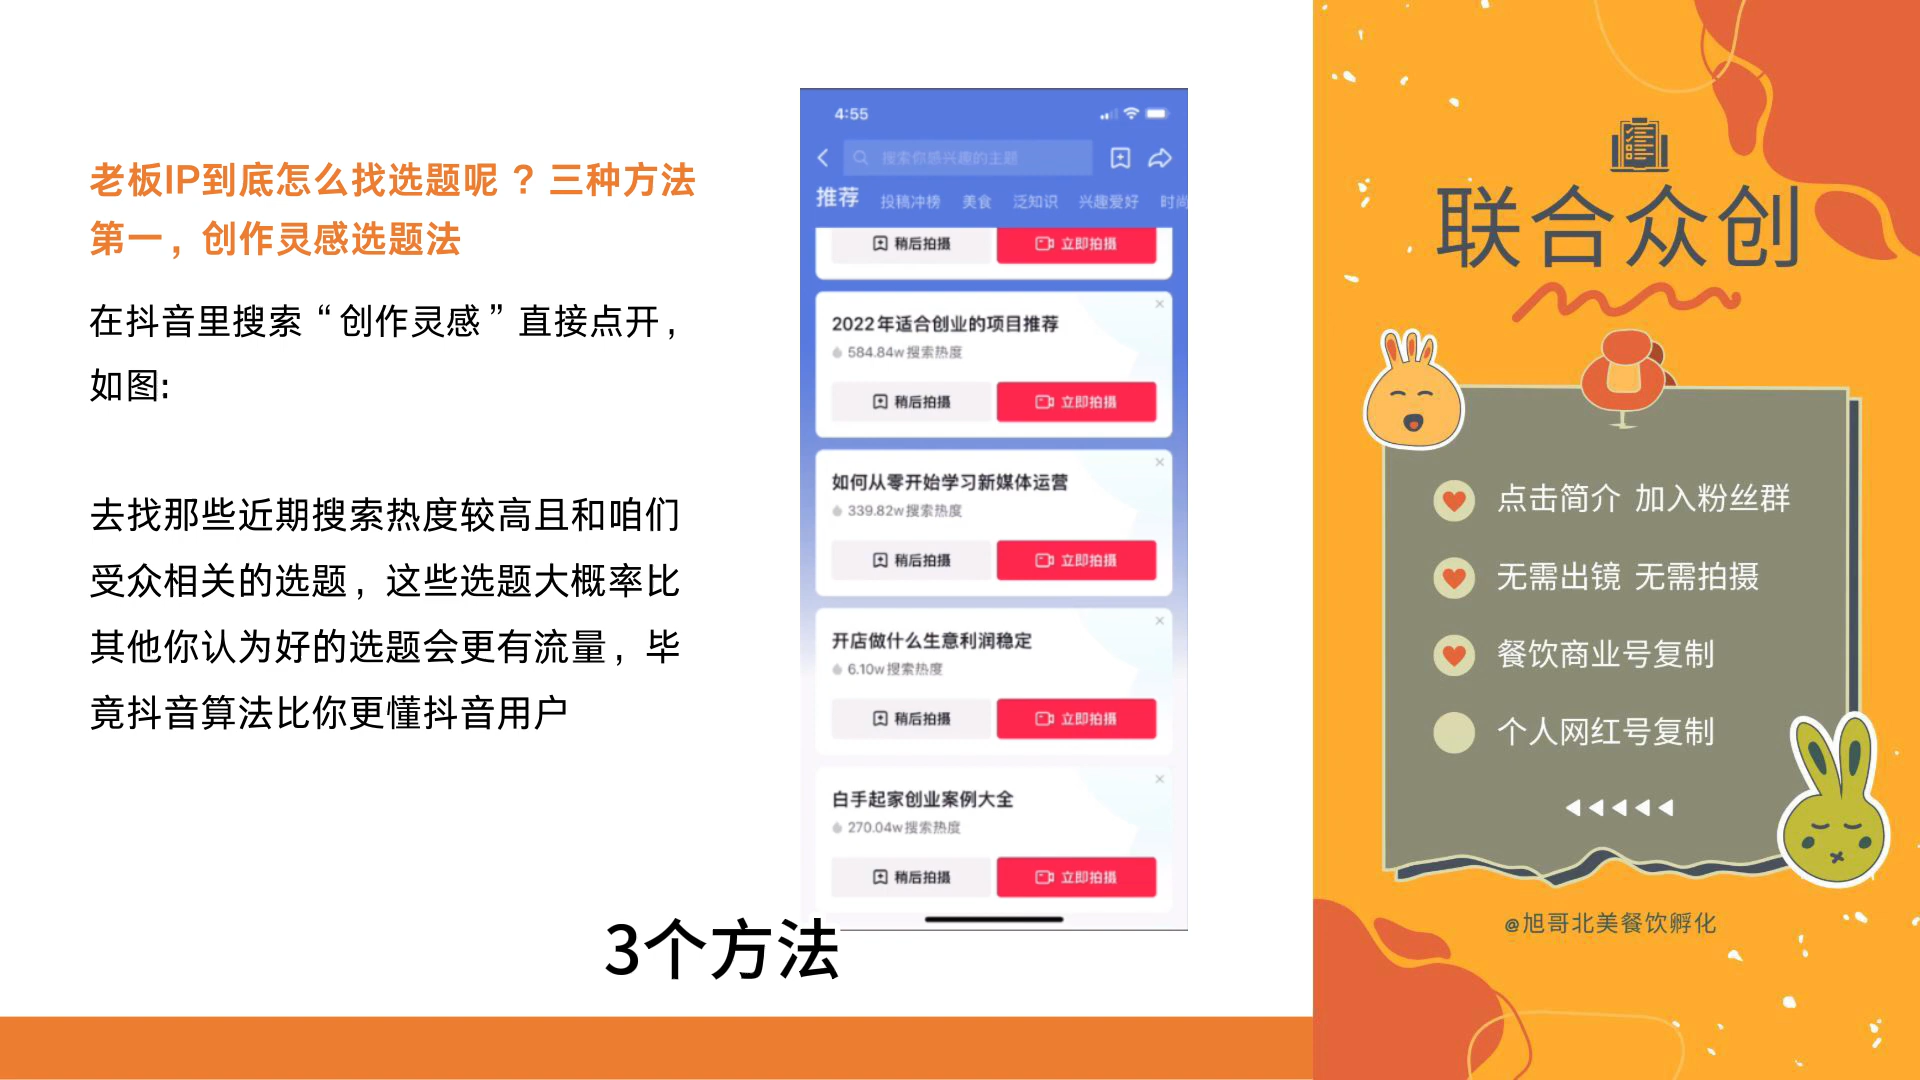 老板IP到底怎么找选题呢？三种方法
第一，创作灵感选题法
在抖音里搜索“创作灵感”直接点开，
如图:
去找那些近期搜索热度较高且和咱们
受众相关的选题，这些选题大概率比
其他你认为好的选题会更有流量，毕
竟抖音算法比你更懂抖音用户
4:55
搜索你感兴趣的主题
推荐 投稿冲榜 美食 泛知识 兴趣爱好 时尚
稍后拍摄 立即拍摄
2022年适合创业的项目推荐
584.84w搜索热度
稍后拍摄 立即拍摄
如何从零开始学习新媒体运营
339.82w搜索热度
稍后拍摄 立即拍摄
开店做什么生意利润稳定
6.10w搜索热度
稍后拍摄 立即拍摄
白手起家创业案例大全
270.04w搜索热度
稍后拍摄 立即拍摄
3个方法
联合众创
点击简介 加入粉丝群
无需出镜 无需拍摄
餐饮商业号复制
个人网红号复制
@旭哥北美餐饮孵化